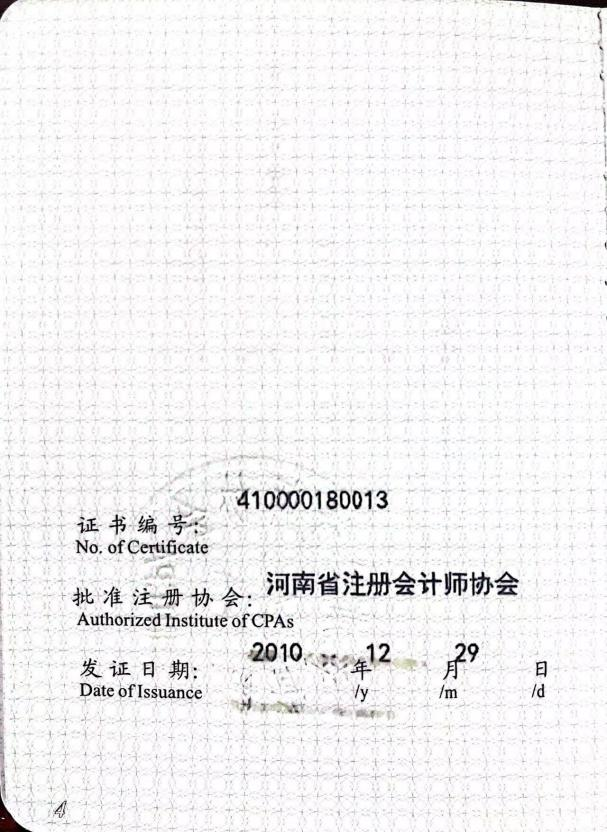 410000180013
证书编号:
No. of Certificate
河南省注册会计师协会
批准注册协会:
Authorized Institute of CPAs
2010 12 29
发证日期: 年 月 日
Date of Issuance /y /m /d
4